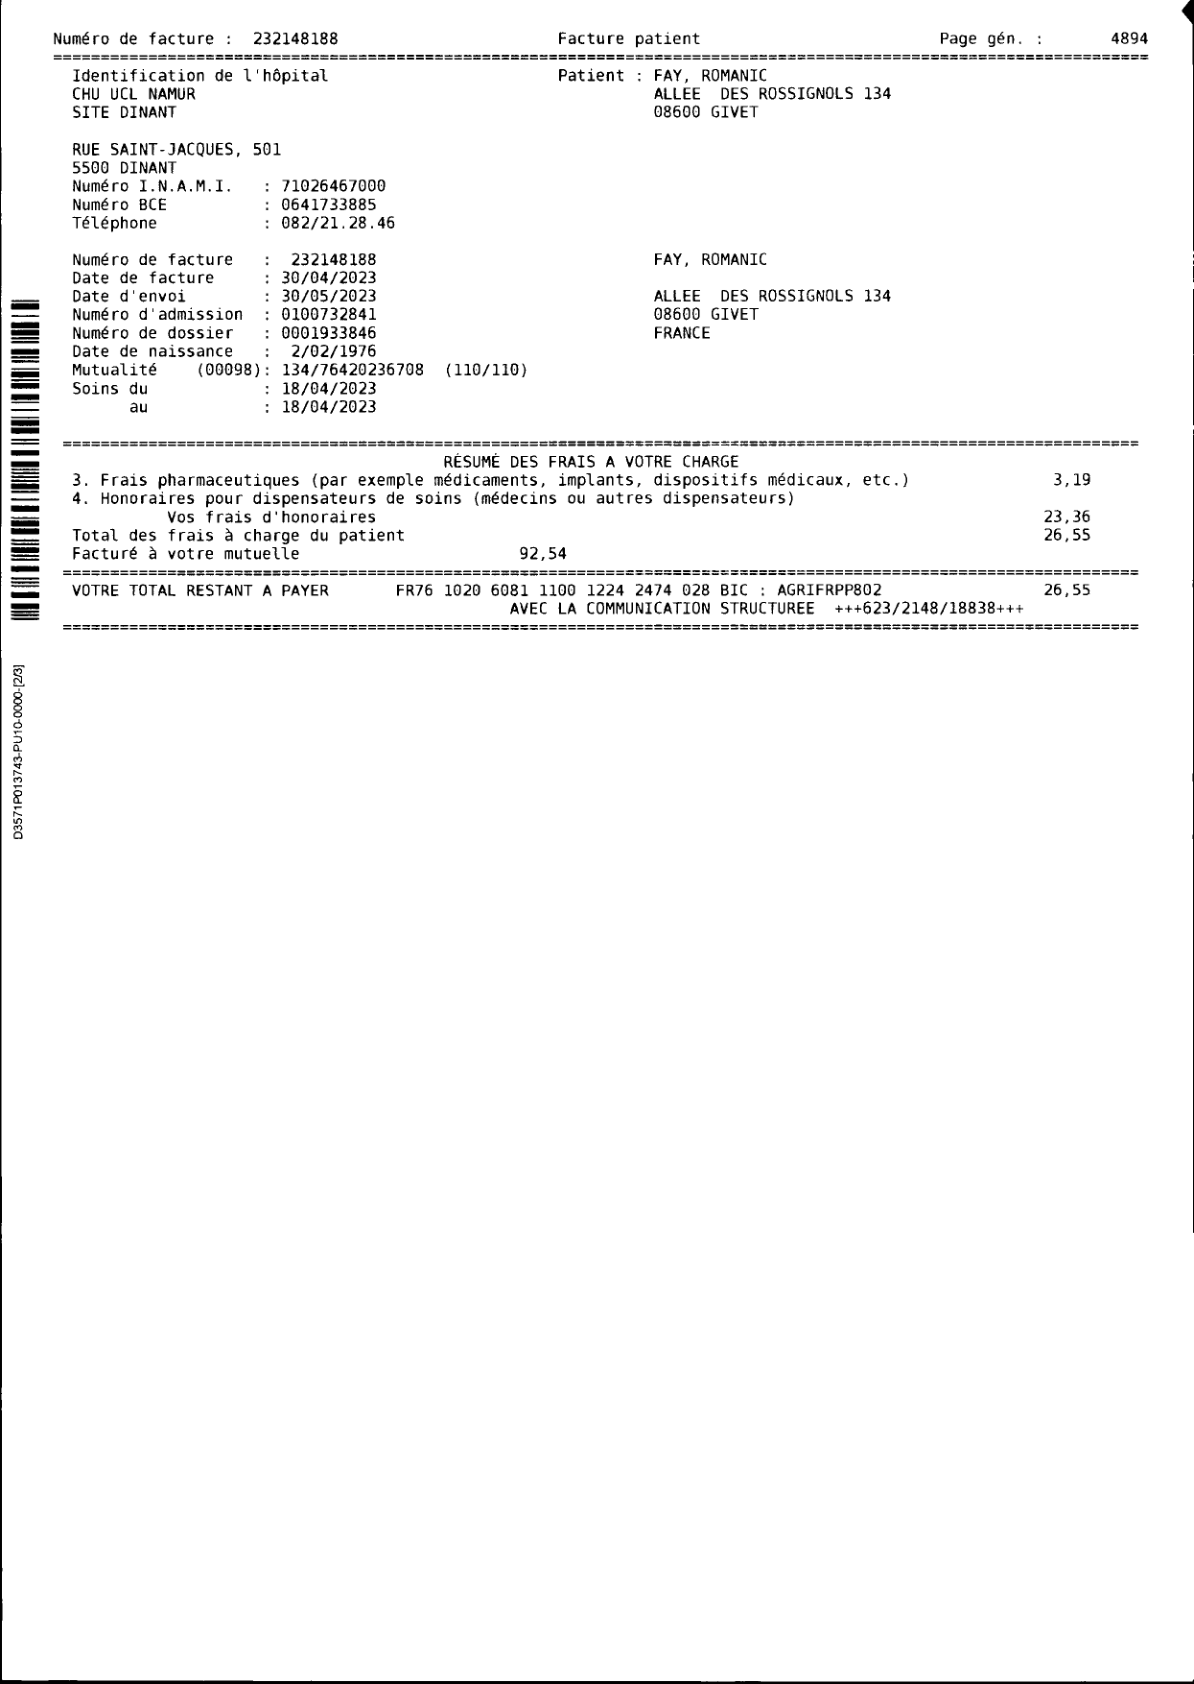 Numéro de facture : 232148188 Facture patient Page gén. : 4894
Identification de l'hôpital Patient : FAY, ROMANIC
CHU UCL NAMUR ALLEE DES ROSSIGNOLS 134
SITE DINANT 08600 GIVET
RUE SAINT-JACQUES, 501
5500 DINANT
Numéro I.N.A.M.I. : 71026467000
Numéro BCE : 0641733885
Téléphone : 082/21.28.46
Numéro de facture : 232148188 FAY, ROMANIC
Date de facture : 30/04/2023
Date d'envoi : 30/05/2023 ALLEE DES ROSSIGNOLS 134
Numéro d'admission : 0100732841 08600 GIVET
Numéro de dossier : 0001933846 FRANCE
Date de naissance : 2/02/1976
Mutualité (00098): 134/76420236708 (110/110)
Soins du : 18/04/2023
au : 18/04/2023
RÉSUMÉ DES FRAIS A VOTRE CHARGE
3. Frais pharmaceutiques (par exemple médicaments, implants, dispositifs médicaux, etc.) 3,19
4. Honoraires pour dispensateurs de soins (médecins ou autres dispensateurs)
Vos frais d'honoraires 23,36
Total des frais à charge du patient 26,55
Facturé à votre mutuelle 92,54
VOTRE TOTAL RESTANT A PAYER FR76 1020 6081 1100 1224 2474 028 BIC : AGRIFRPP802 26,55
AVEC LA COMMUNICATION STRUCTUREE +++623/2148/18838+++
D3571P013743-PU10-0000-[2/3]